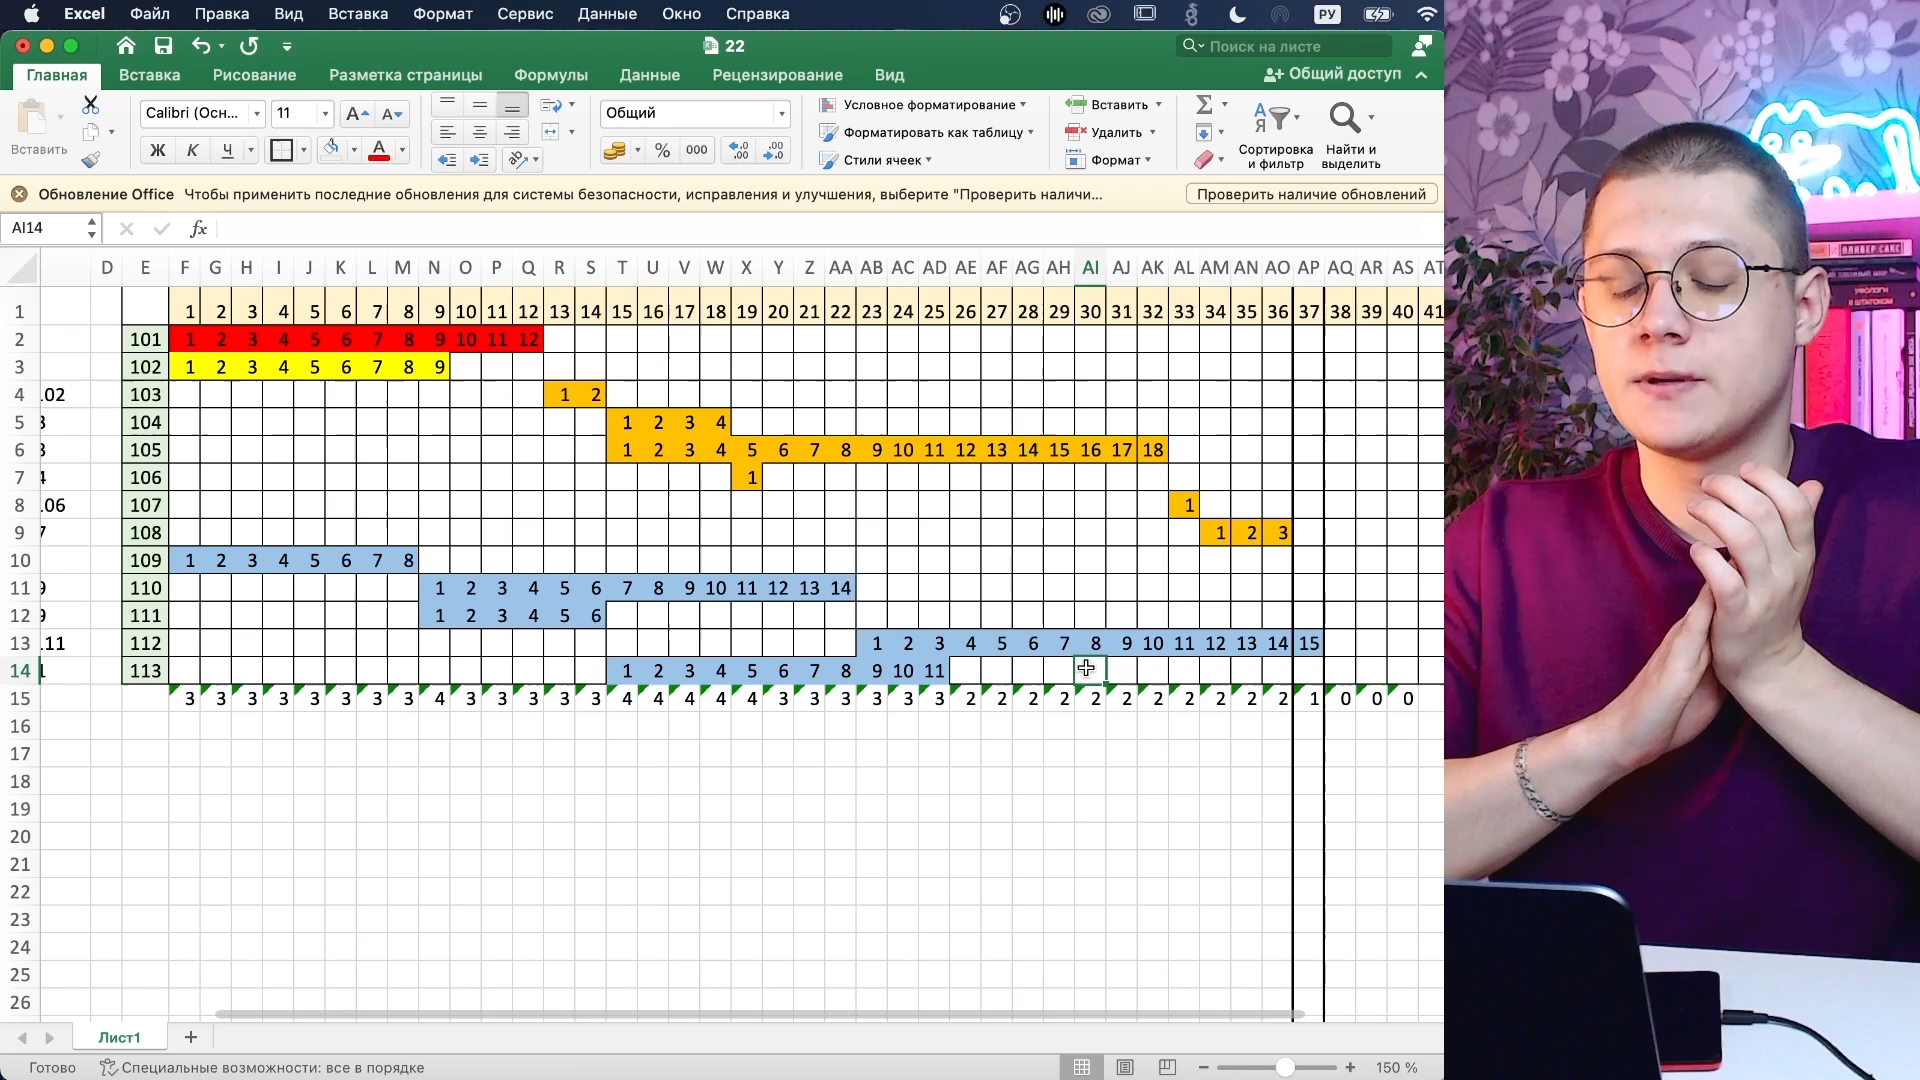 Excel Файл Правка Вид Вставка Формат Сервис Данные Окно Справка РУ
22 Поиск на листе
Главная Вставка Рисование Разметка страницы Формулы Данные Рецензирование Вид Общий доступ
Calibri (Осн... 11 Общий Условное форматирование Вставить
Форматировать как таблицу Удалить
Вставить Ж К Ч А % 000 Стили ячеек Формат Сортировка и фильтр Найти и выделить
Обновление Office Чтобы применить последние обновления для системы безопасности, исправления и улучшения, выберите "Проверить наличи... Проверить наличие обновлений
AI14 fx
D E F G H I J K L M N O P Q R S T U V W X Y Z AA AB AC AD AE AF AG AH AI AJ AK AL AM AN AO AP AQ AR AS AT
1 1 2 3 4 5 6 7 8 9 10 11 12 13 14 15 16 17 18 19 20 21 22 23 24 25 26 27 28 29 30 31 32 33 34 35 36 37 38 39 40 41
2 101 1 2 3 4 5 6 7 8 9 10 11 12
3 102 1 2 3 4 5 6 7 8 9
4 02 103 1 2
5 3 104 1 2 3 4
6 3 105 1 2 3 4 5 6 7 8 9 10 11 12 13 14 15 16 17 18
7 4 106 1
8 06 107 1
9 7 108 1 2 3
10 109 1 2 3 4 5 6 7 8
11 9 110 1 2 3 4 5 6 7 8 9 10 11 12 13 14
12 9 111 1 2 3 4 5 6
13 11 112 1 2 3 4 5 6 7 8 9 10 11 12 13 14 15
14 1 113 1 2 3 4 5 6 7 8 9 10 11
15 3 3 3 3 3 3 3 3 4 3 3 3 3 3 4 4 4 4 4 3 3 3 3 3 3 2 2 2 2 2 2 2 2 2 2 2 1 0 0 0
16
17
18
19
20
21
22
23
24
25
26
Лист1
Готово Специальные возможности: все в порядке 150 %
ОЛИВЕР САКС